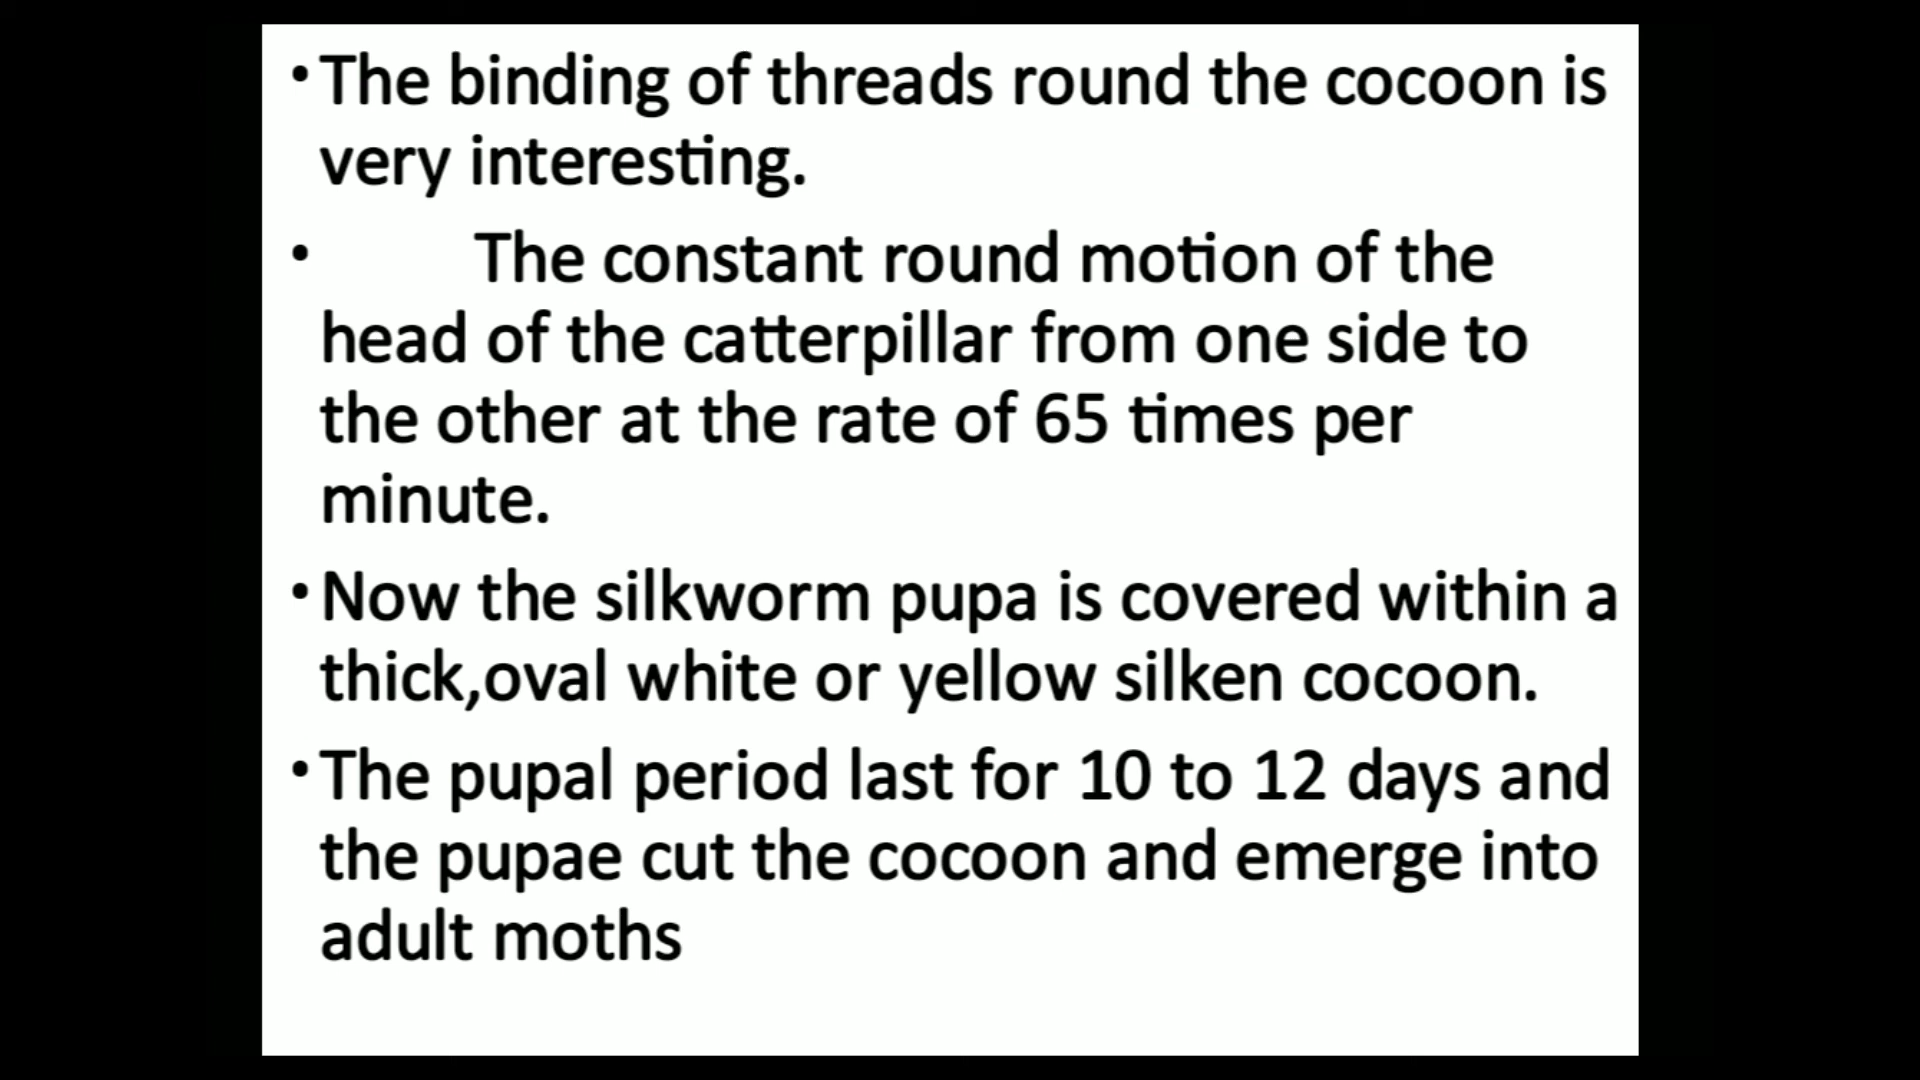 •The binding of threads round the cocoon is
very interesting.
• The constant round motion of the
head of the catterpillar from one side to
the other at the rate of 65 times per
minute.
•Now the silkworm pupa is covered within a
thick,oval white or yellow silken cocoon.
•The pupal period last for 10 to 12 days and
the pupae cut the cocoon and emerge into
adult moths